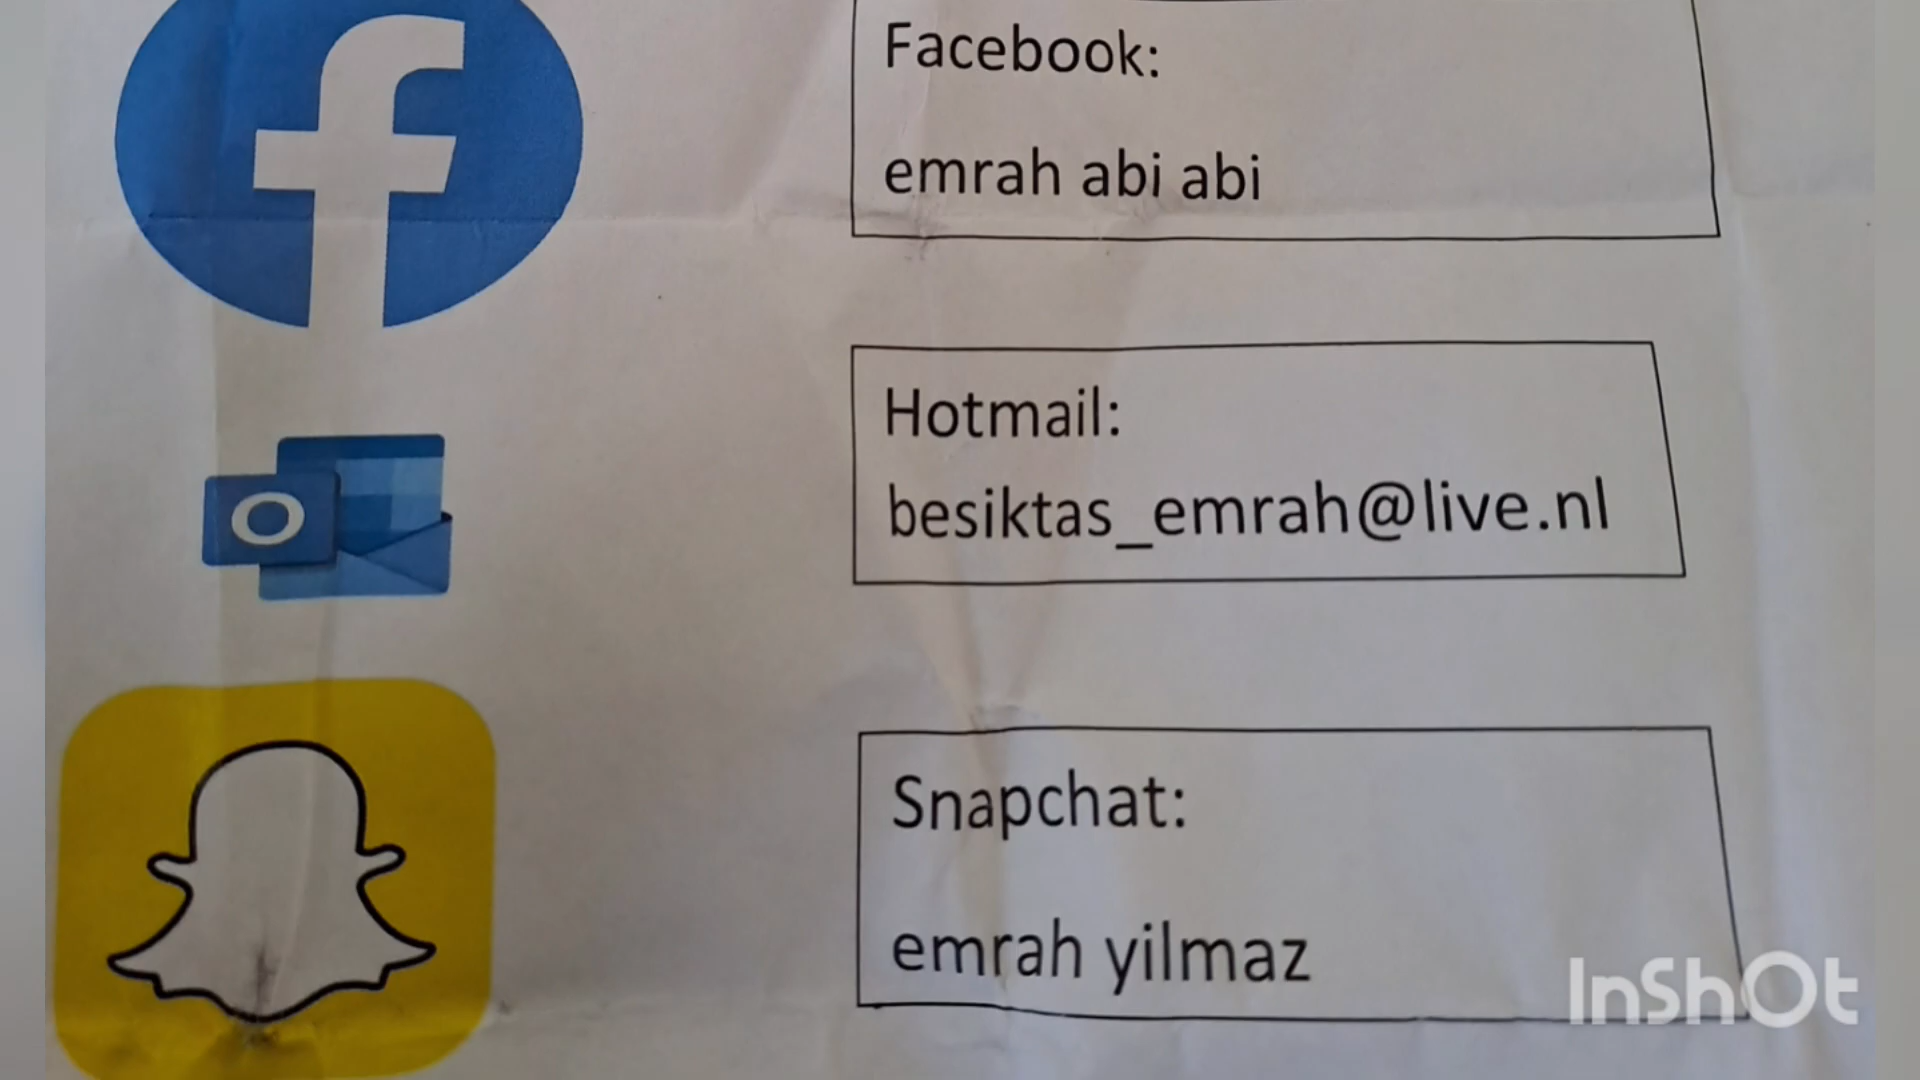 Facebook:
emrah abi abi
Hotmail:
besiktas_emrah@live.nl
Snapchat:
emrah yilmaz
InShOt